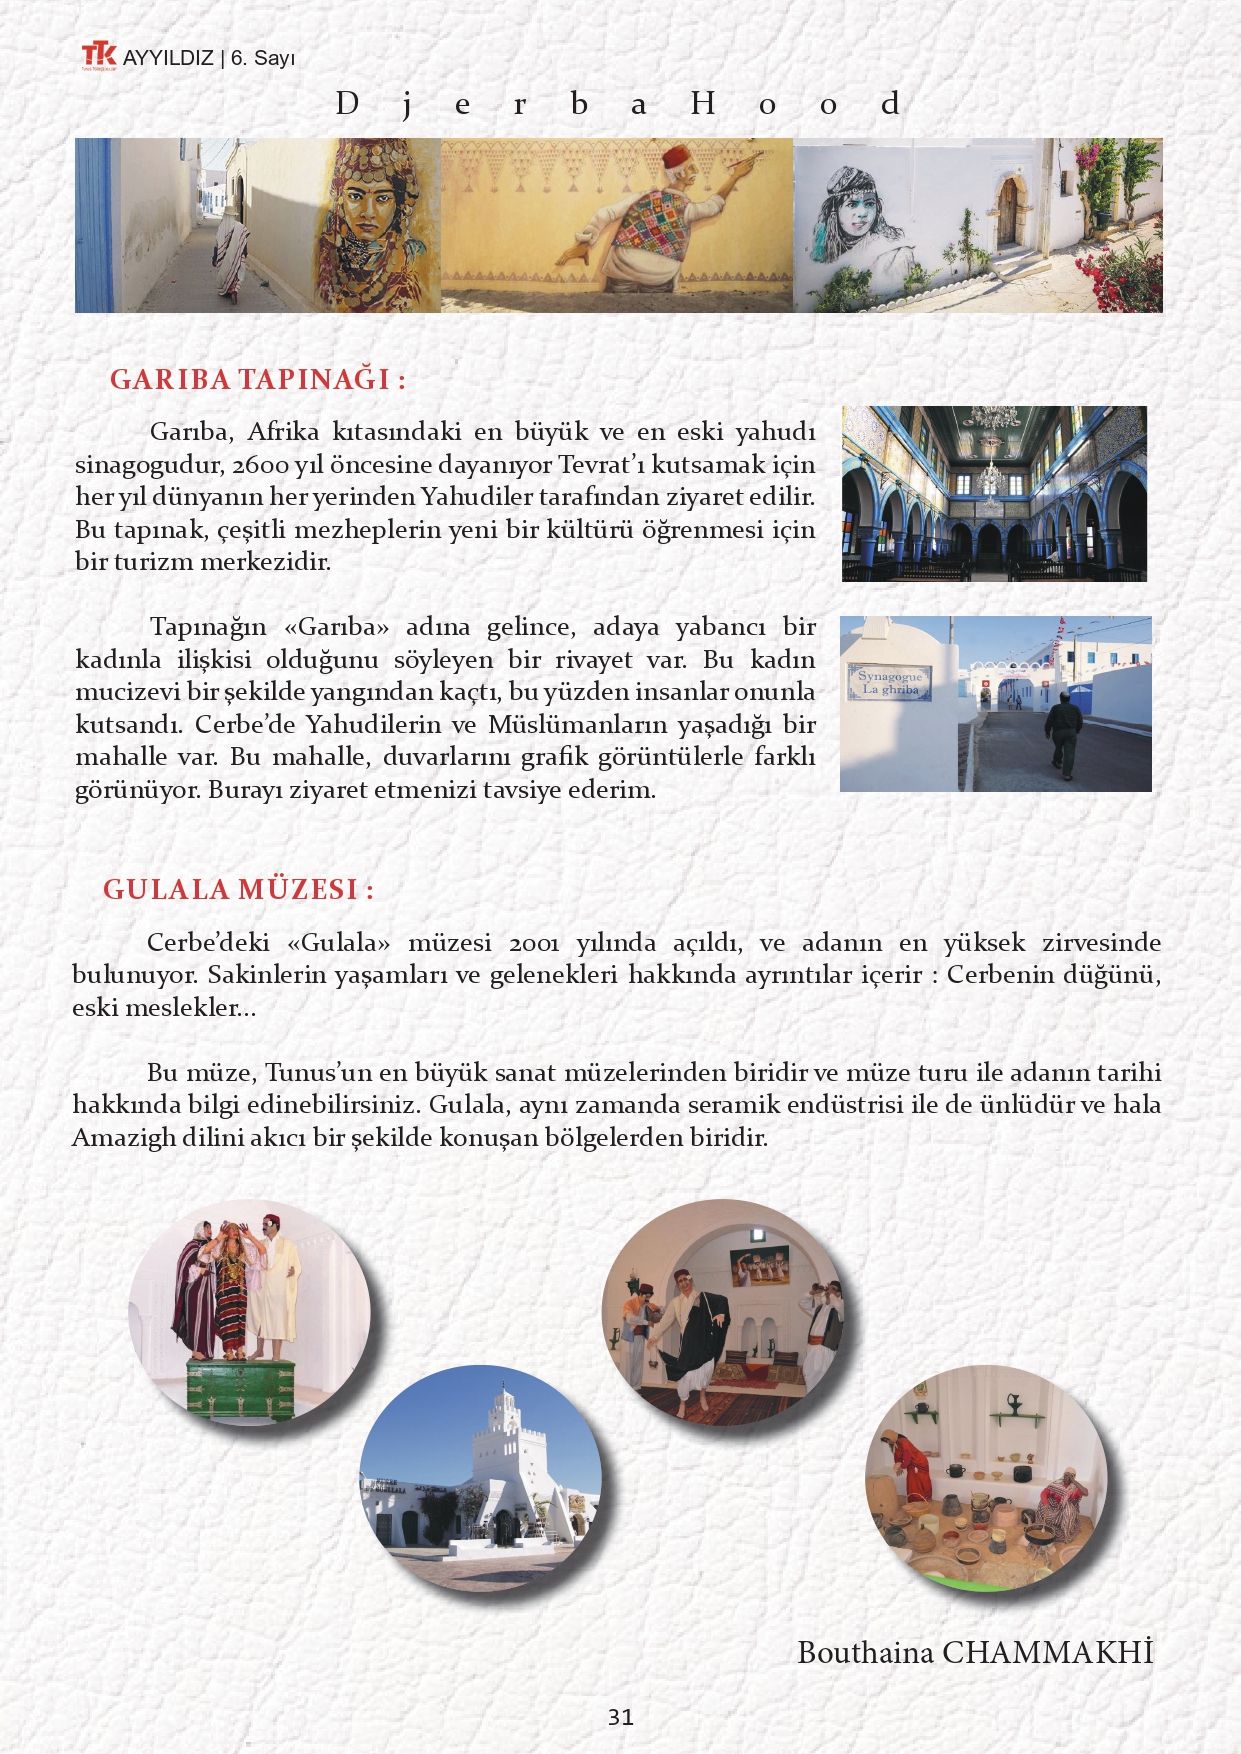 TTK AYYILDIZ | 6. Sayı
DjerbaHood
GARIBA TAPINAĞI :
Garıba, Afrika kıtasındaki en büyük ve en eski yahudı
sinagogudur, 2600 yıl öncesine dayanıyor Tevrat’ı kutsamak için
her yıl dünyanın her yerinden Yahudiler tarafından ziyaret edilir.
Bu tapınak, çeşitli mezheplerin yeni bir kültürü öğrenmesi için
bir turizm merkezidir.
Tapınağın «Garıba» adına gelince, adaya yabancı bir
kadınla ilişkisi olduğunu söyleyen bir rivayet var. Bu kadın
mucizevi bir şekilde yangından kaçtı, bu yüzden insanlar onunla
kutsandı. Cerbe’de Yahudilerin ve Müslümanların yaşadığı bir
mahalle var. Bu mahalle, duvarlarını grafik görüntülerle farklı
görünüyor. Burayı ziyaret etmenizi tavsiye ederim.
Synagogue
La ghriba
GULALA MÜZESI :
Cerbe’deki «Gulala» müzesi 2001 yılında açıldı, ve adanın en yüksek zirvesinde
bulunuyor. Sakinlerin yaşamları ve gelenekleri hakkında ayrıntılar içerir : Cerbenin düğünü,
eski meslekler...
Bu müze, Tunus’un en büyük sanat müzelerinden biridir ve müze turu ile adanın tarihi
hakkında bilgi edinebilirsiniz. Gulala, aynı zamanda seramik endüstrisi ile de ünlüdür ve hala
Amazigh dilini akıcı bir şekilde konuşan bölgelerden biridir.
Bouthaina CHAMMAKHİ
31